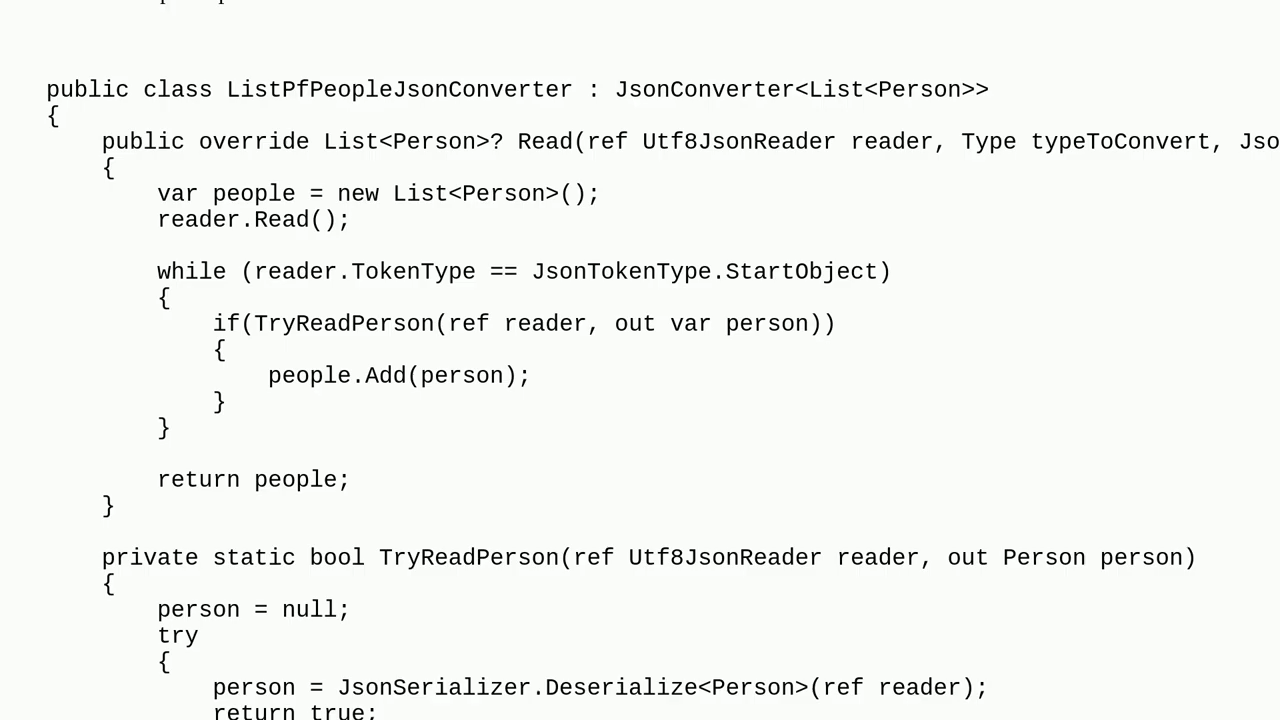 public class ListPfPeopleJsonConverter : JsonConverter<List<Person>>
{
    public override List<Person>? Read(ref Utf8JsonReader reader, Type typeToConvert, Jso
    {
        var people = new List<Person>();
        reader.Read();

        while (reader.TokenType == JsonTokenType.StartObject)
        {
            if(TryReadPerson(ref reader, out var person))
            {
                people.Add(person);
            }
        }

        return people;
    }

    private static bool TryReadPerson(ref Utf8JsonReader reader, out Person person)
    {
        person = null;
        try
        {
            person = JsonSerializer.Deserialize<Person>(ref reader);
            return true;